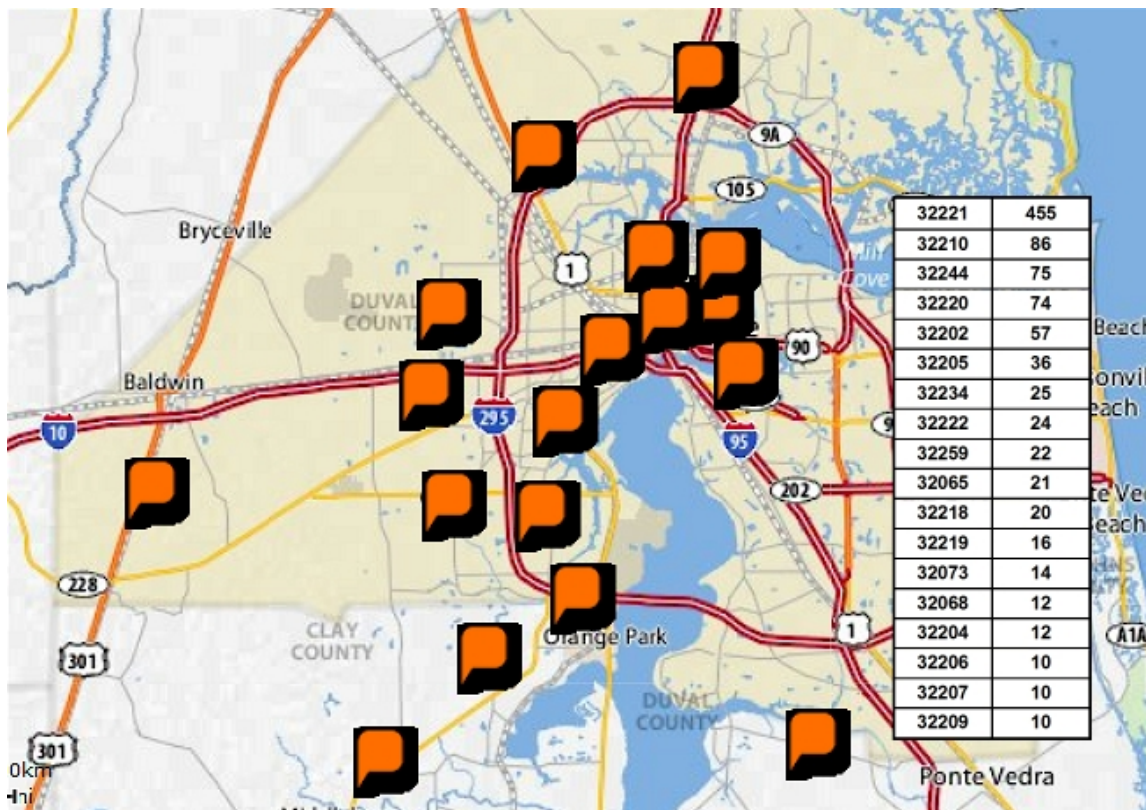 9A
105
Bryceville
1
Mill
Cove
DUVAL
COUNTY
90
Baldwin
10
295
95
202
228
CLAY
COUNTY
Orange Park
301
1
A1A
DUVAL
COUNTY
301
0km
Ponte Vedra
32221 455
32210 86
32244 75
32220 74
32202 57
32205 36
32234 25
32222 24
32259 22
32065 21
32218 20
32219 16
32073 14
32068 12
32204 12
32206 10
32207 10
32209 10
Beach